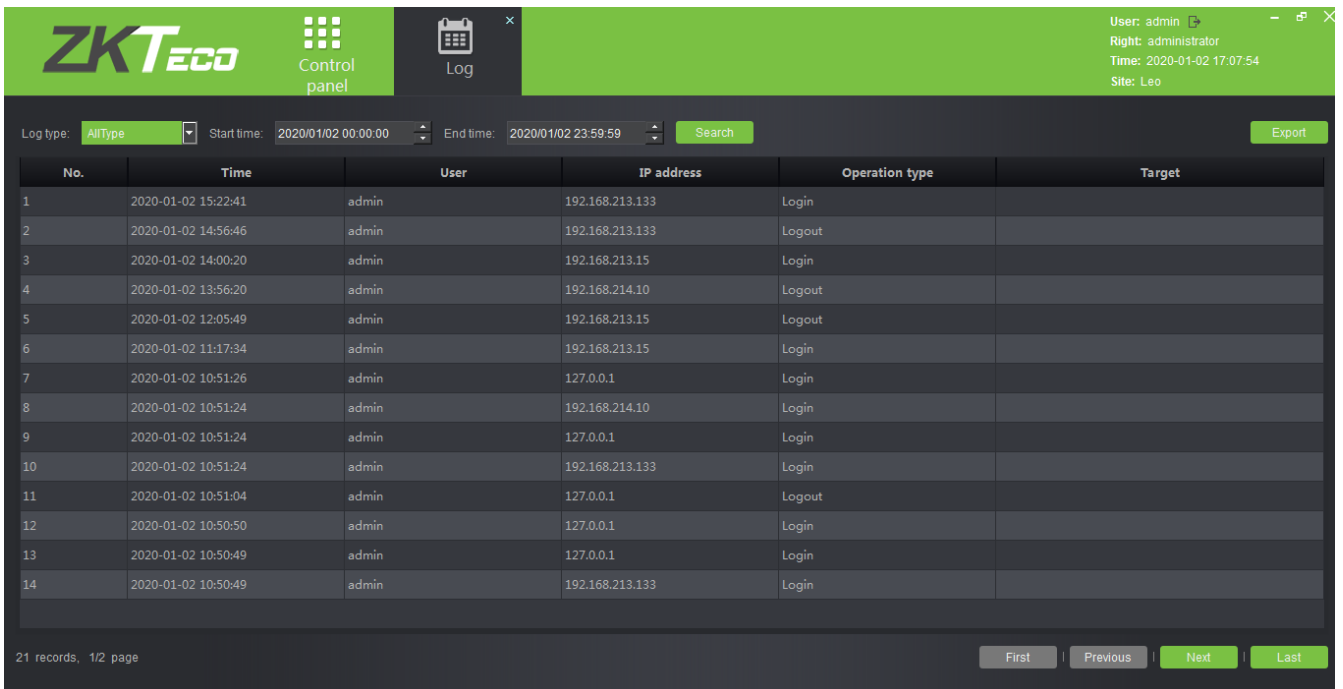 ZKTECO
Control
panel
Log
User: admin
Right: administrator
Time: 2020-01-02 17:07:54
Site: Leo
Log type: AllType Start time: 2020/01/02 00:00:00 End time: 2020/01/02 23:59:59 Search Export
No. Time User IP address Operation type Target
1 2020-01-02 15:22:41 admin 192.168.213.133 Login
2 2020-01-02 14:56:46 admin 192.168.213.133 Logout
3 2020-01-02 14:00:20 admin 192.168.213.15 Login
4 2020-01-02 13:56:20 admin 192.168.214.10 Logout
5 2020-01-02 12:05:49 admin 192.168.213.15 Logout
6 2020-01-02 11:17:34 admin 192.168.213.15 Login
7 2020-01-02 10:51:26 admin 127.0.0.1 Login
8 2020-01-02 10:51:24 admin 192.168.214.10 Login
9 2020-01-02 10:51:24 admin 127.0.0.1 Login
10 2020-01-02 10:51:24 admin 192.168.213.133 Login
11 2020-01-02 10:51:04 admin 127.0.0.1 Logout
12 2020-01-02 10:50:50 admin 127.0.0.1 Login
13 2020-01-02 10:50:49 admin 127.0.0.1 Login
14 2020-01-02 10:50:49 admin 192.168.213.133 Login
21 records, 1/2 page First Previous Next Last